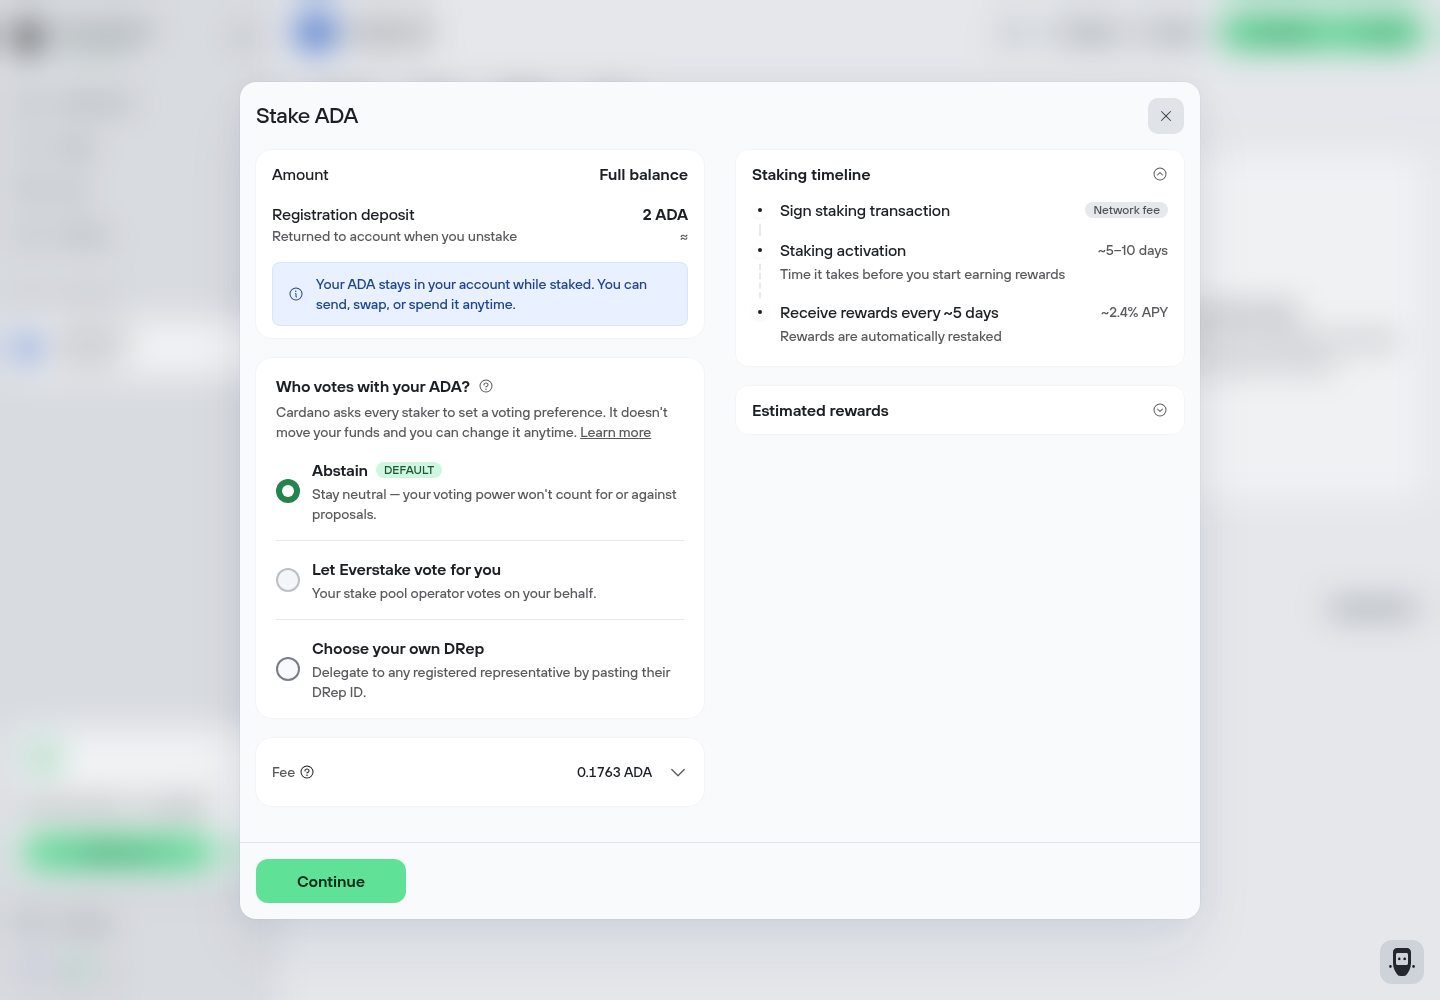 Stake ADA
Amount
Full balance
Registration deposit
2 ADA
Returned to account when you unstake
≈
Your ADA stays in your account while staked. You can
send, swap, or spend it anytime.
Who votes with your ADA?
Cardano asks every staker to set a voting preference. It doesn't
move your funds and you can change it anytime. Learn more
Abstain DEFAULT
Stay neutral — your voting power won't count for or against
proposals.
Let Everstake vote for you
Your stake pool operator votes on your behalf.
Choose your own DRep
Delegate to any registered representative by pasting their
DRep ID.
Fee
0.1763 ADA
Staking timeline
Sign staking transaction
Network fee
Staking activation
~5–10 days
Time it takes before you start earning rewards
Receive rewards every ~5 days
~2.4% APY
Rewards are automatically restaked
Estimated rewards
Continue